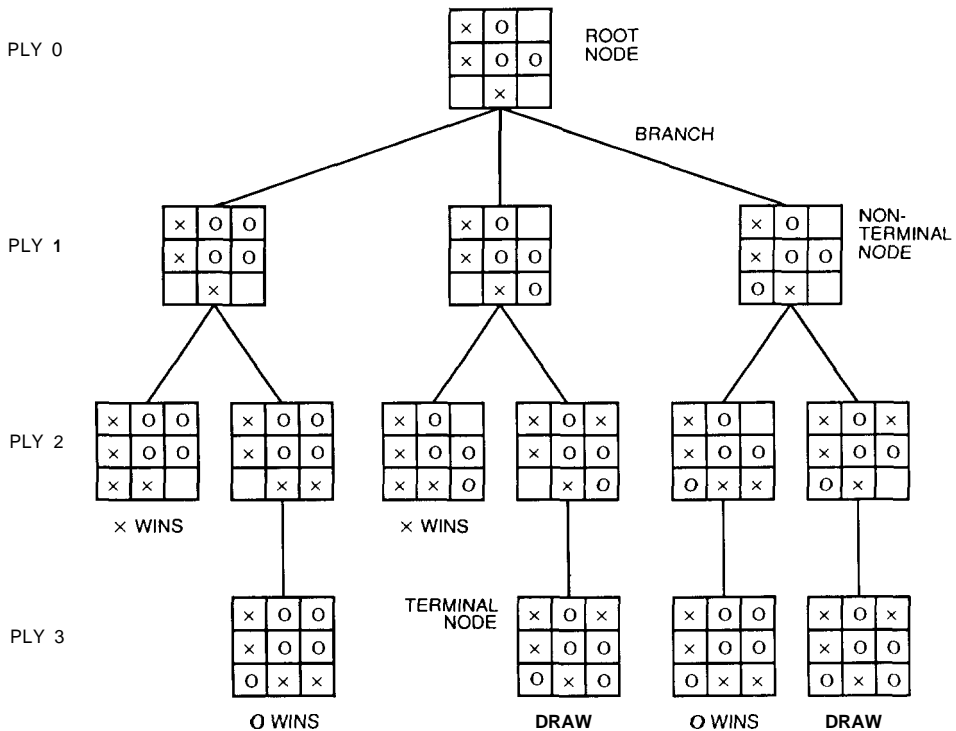 PLY 0
× O
× O O
×
ROOT
NODE
BRANCH
PLY 1
× O O
× O O
×
× O
× O O
× O
× O
× O O
O ×
NON-
TERMINAL
NODE
PLY 2
× O O
× O O
× ×
× WINS
× O O
× O O
× ×
× O
× O O
× × O
× WINS
× O ×
× O O
× O
× O
× O O
O × ×
× O ×
× O O
O ×
PLY 3
× O O
× O O
O × ×
O WINS
TERMINAL
NODE
× O ×
× O O
O × O
DRAW
× O O
× O O
O × ×
O WINS
× O ×
× O O
O × O
DRAW